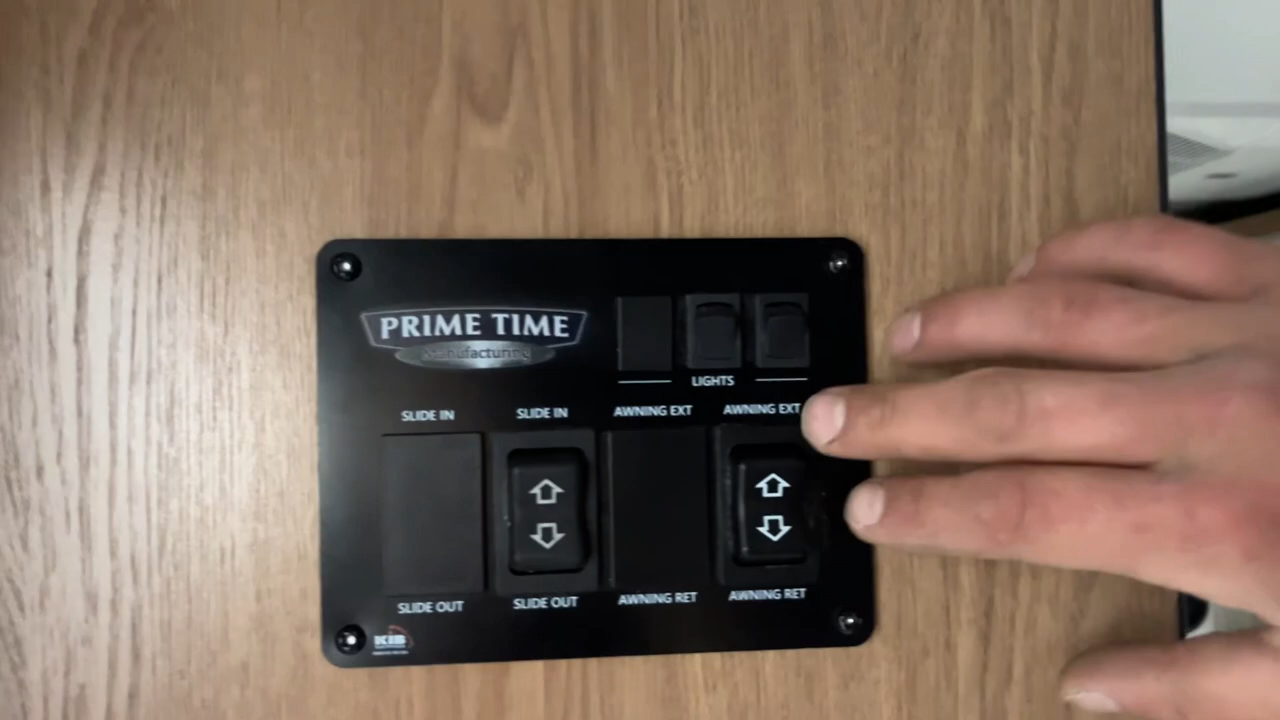 PRIME TIME
Manufacturing
LIGHTS
SLIDE IN SLIDE IN AWNING EXT AWNING EXT
SLIDE OUT SLIDE OUT AWNING RET AWNING RET
KIB